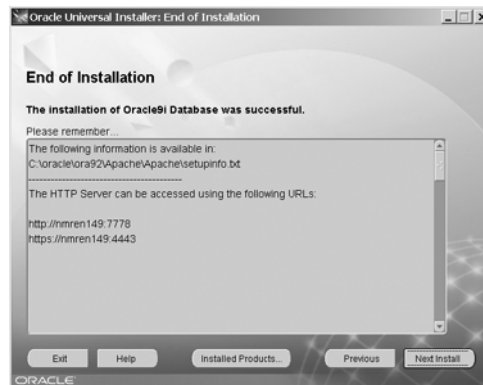 Oracle Universal Installer: End of Installation
End of Installation
The installation of Oracle9i Database was successful.
Please remember...
The following information is available in:
C:\oracle\ora92\Apache\Apache\setupinfo.txt
-----------------------------------
The HTTP Server can be accessed using the following URLs:
http://nmren149:7778
https://nmren149:4443
Exit Help Installed Products... Previous Next Install
ORACLE